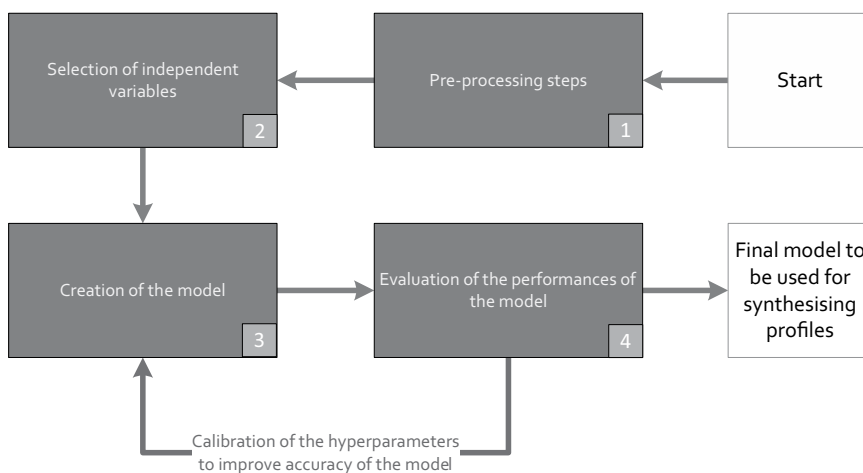 Start
Pre-processing steps
1
Selection of independent
variables
2
Creation of the model
3
Evaluation of the performances of
the model
4
Final model to
be used for
synthesising
profiles
Calibration of the hyperparameters
to improve accuracy of the model